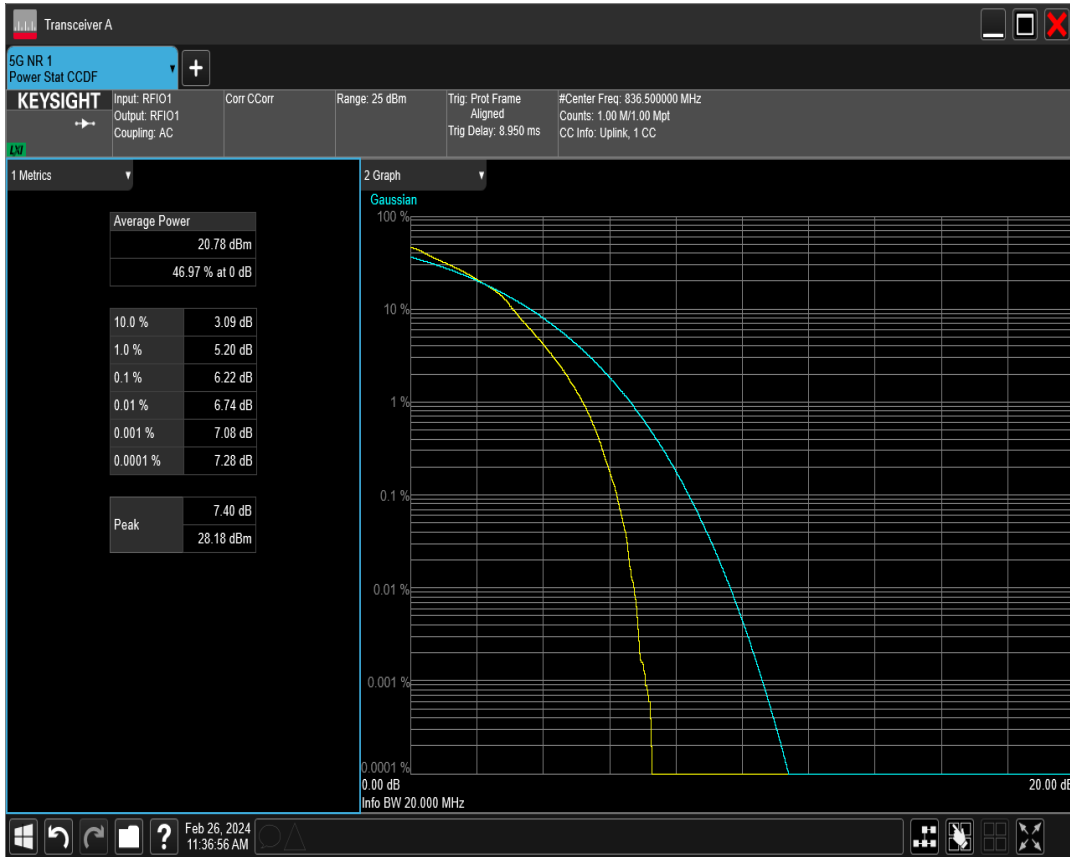 Transceiver A
5G NR 1
Power Stat CCDF
KEYSIGHT
LXI
Input: RFIO1
Output: RFIO1
Coupling: AC
Corr CCorr
Range: 25 dBm
Trig: Prot Frame
Aligned
Trig Delay: 8.950 ms
#Center Freq: 836.500000 MHz
Counts: 1.00 M/1.00 Mpt
CC Info: Uplink, 1 CC
1 Metrics
Average Power
20.78 dBm
46.97 % at 0 dB
10.0 % 3.09 dB
1.0 % 5.20 dB
0.1 % 6.22 dB
0.01 % 6.74 dB
0.001 % 7.08 dB
0.0001 % 7.28 dB
Peak 7.40 dB
28.18 dBm
2 Graph
Gaussian
100 %
10 %
1 %
0.1 %
0.01 %
0.001 %
0.0001 %
0.00 dB 20.00 dB
Info BW 20.000 MHz
? Feb 26, 2024
11:36:56 AM